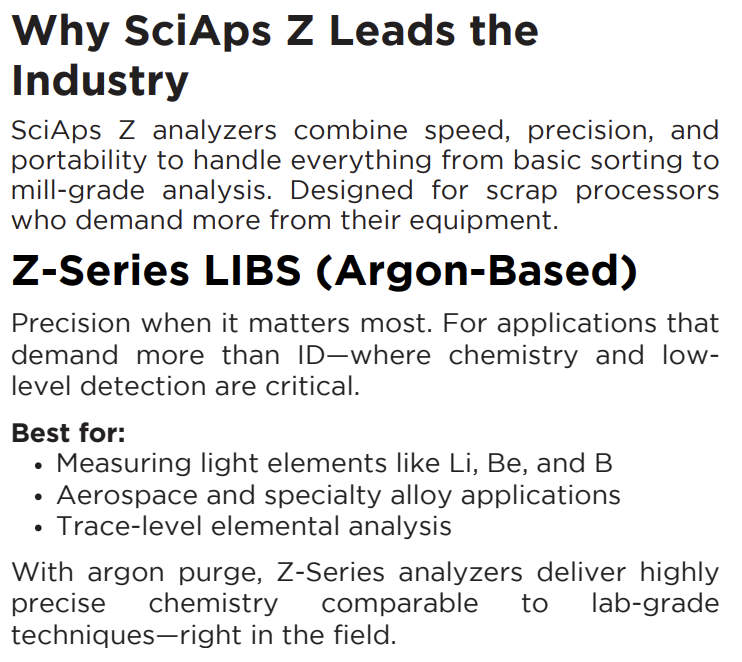 Why SciAps Z Leads the
Industry
SciAps Z analyzers combine speed, precision, and
portability to handle everything from basic sorting to
mill-grade analysis. Designed for scrap processors
who demand more from their equipment.
Z-Series LIBS (Argon-Based)
Precision when it matters most. For applications that
demand more than ID—where chemistry and low-
level detection are critical.
Best for:
• Measuring light elements like Li, Be, and B
• Aerospace and specialty alloy applications
• Trace-level elemental analysis
With argon purge, Z-Series analyzers deliver highly
precise chemistry comparable to lab-grade
techniques—right in the field.